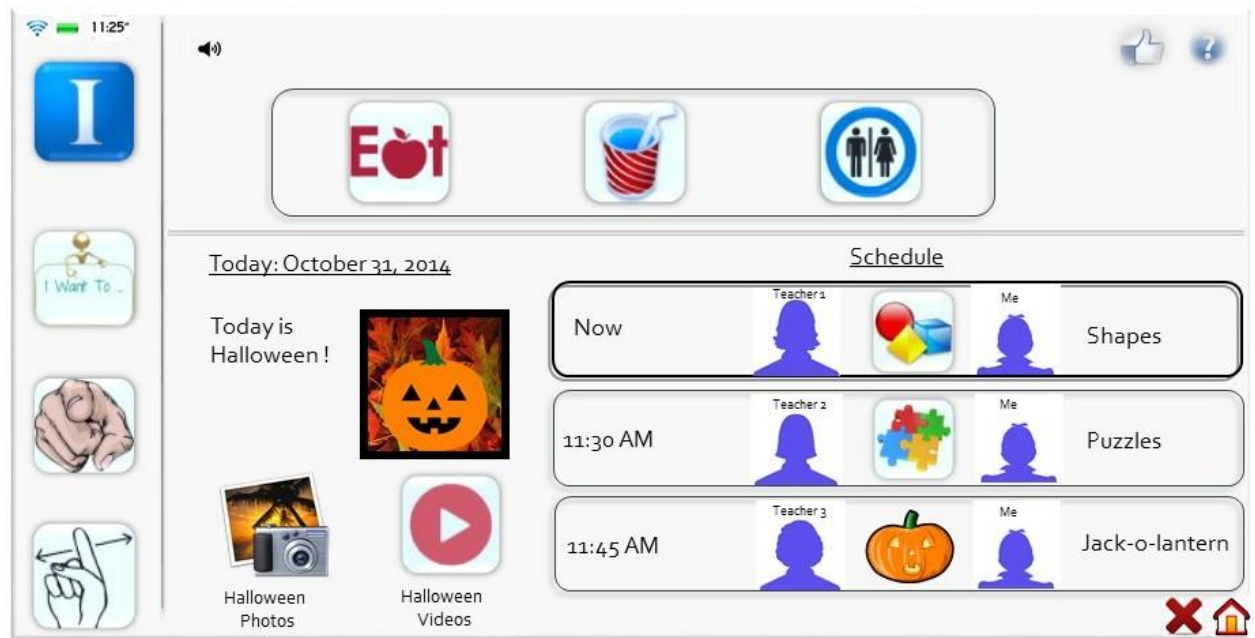 11:25"
I
Eat
I Want To _
?
Today: October 31, 2014
Today is
Halloween !
Halloween
Photos
Halloween
Videos
Schedule
Now
Teacher 1
Me
Shapes
11:30 AM
Teacher 2
Me
Puzzles
11:45 AM
Teacher 3
Me
Jack-o-lantern